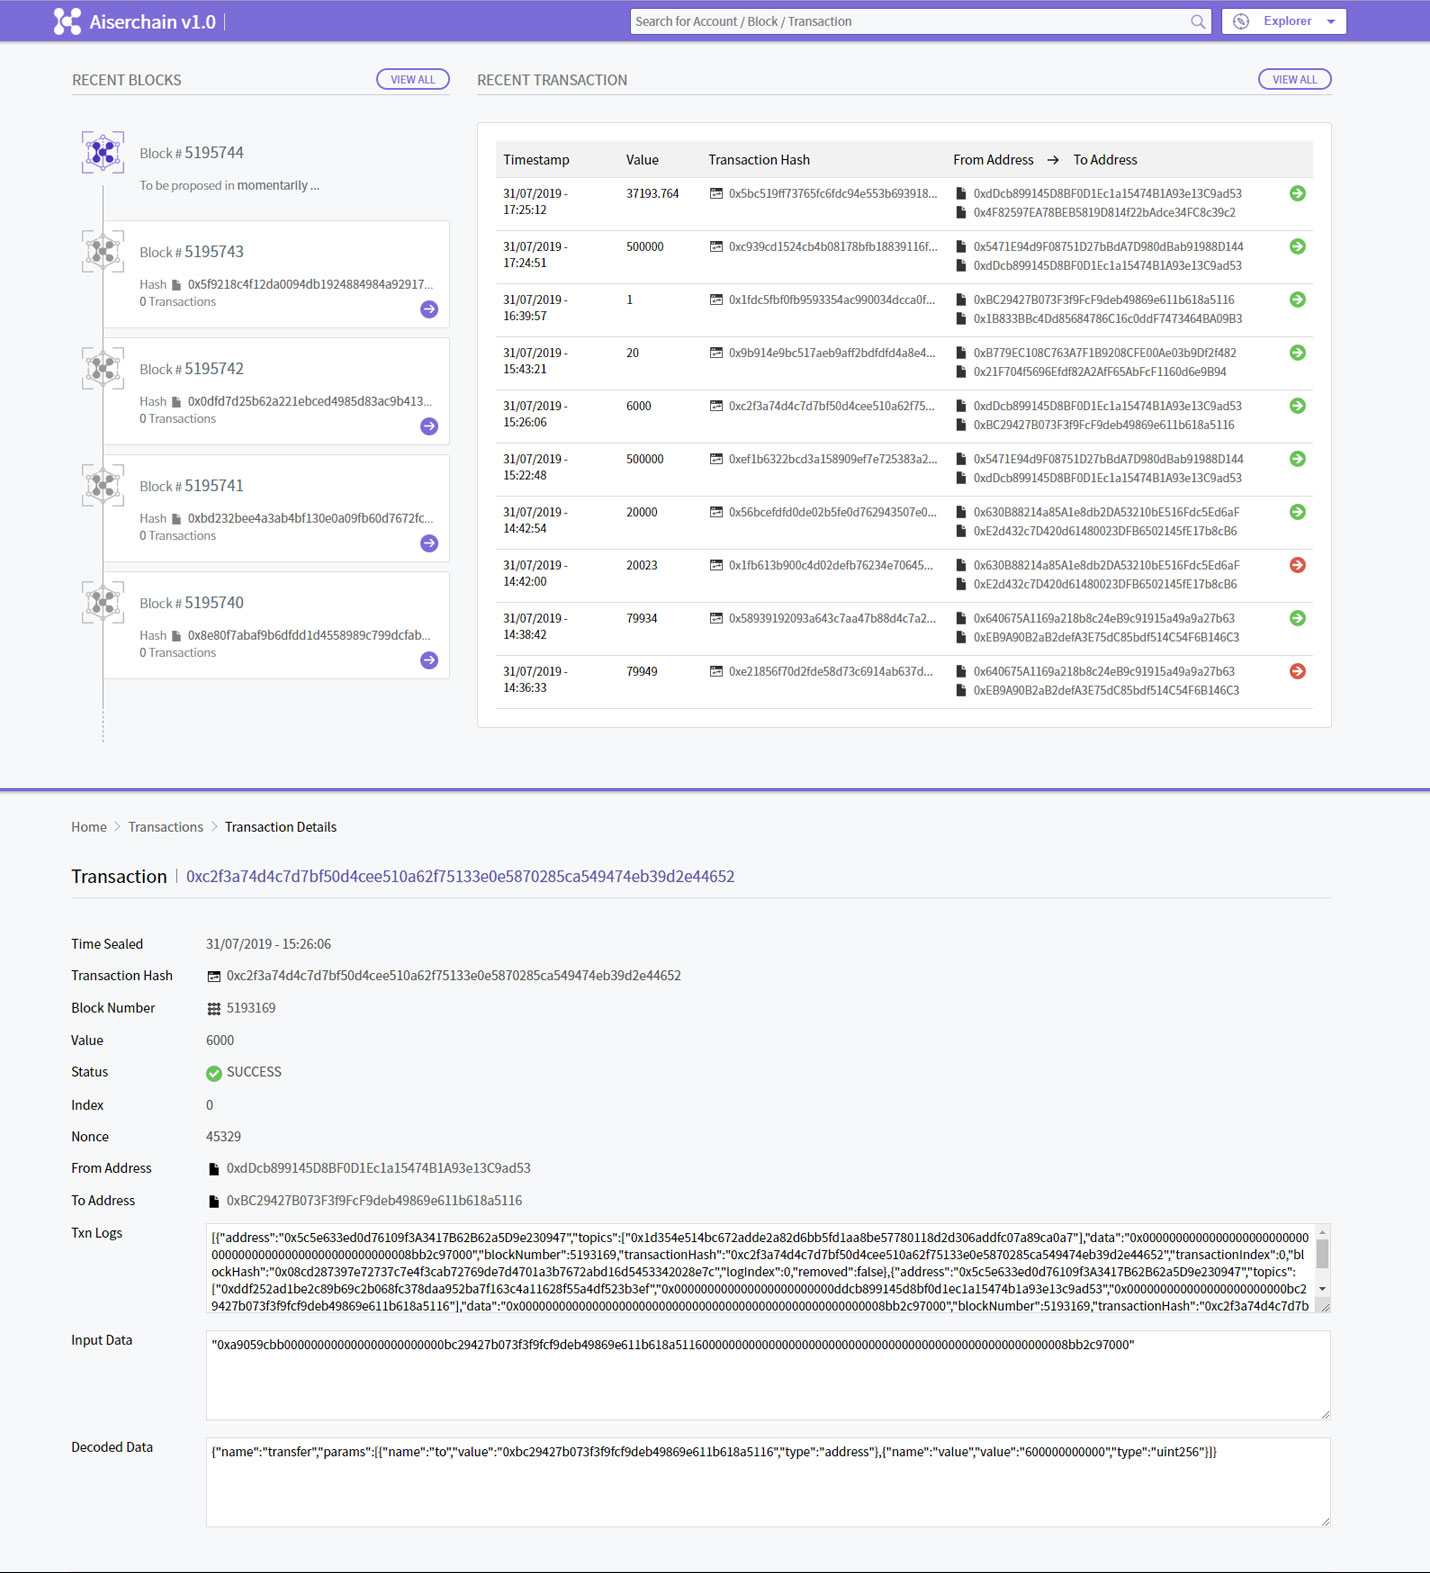 Aiserchain v1.0
Search for Account / Block / Transaction
Explorer
RECENT BLOCKS
VIEW ALL
Block # 5195744
To be proposed in momentarily ...
Block # 5195743
Hash 0x5f9218c4f12da0094db1924884984a92917...
0 Transactions
Block # 5195742
Hash 0x0dfd7d25b62a221ebced4985d83ac9b413...
0 Transactions
Block # 5195741
Hash 0xbd232bee4a3ab4bf130e0a09fb60d7672fc...
0 Transactions
Block # 5195740
Hash 0x8e80f7abaf9b6dfdd1d4558989c799dcfab...
0 Transactions
RECENT TRANSACTION
VIEW ALL
Timestamp Value Transaction Hash From Address → To Address
31/07/2019 - 37193.764 0x5bc519ff73765fc6fdc94e553b693918... 0xdDcb899145D8BF0D1Ec1a15474B1A93e13C9ad53
17:25:12 0x4F82597EA78BEB5819D814f22bAdce34FC8c39c2
31/07/2019 - 500000 0xc939cd1524cb4b08178bfb18839116f... 0x5471E94d9F08751D27bBdA7D980dBab91988D144
17:24:51 0xdDcb899145D8BF0D1Ec1a15474B1A93e13C9ad53
31/07/2019 - 1 0x1fdc5fbf0fb9593354ac990034dcca0f... 0xBC29427B073F3f9FcF9deb49869e611b618a5116
16:39:57 0x1B833BBc4Dd85684786C16c0ddF7473464BA09B3
31/07/2019 - 20 0x9b914e9bc517aeb9aff2bdfdfd4a8e4... 0xB779EC108C763A7F1B9208CFE00Ae03b9Df2f482
15:43:21 0x21F704f5696Efdf82A2AfF65AbFcF1160d6e9B94
31/07/2019 - 6000 0xc2f3a74d4c7d7bf50d4cee510a62f75... 0xdDcb899145D8BF0D1Ec1a15474B1A93e13C9ad53
15:26:06 0xBC29427B073F3f9FcF9deb49869e611b618a5116
31/07/2019 - 500000 0xef1b6322bcd3a158909ef7e725383a2... 0x5471E94d9F08751D27bBdA7D980dBab91988D144
15:22:48 0xdDcb899145D8BF0D1Ec1a15474B1A93e13C9ad53
31/07/2019 - 20000 0x56bcefdfd0de02b5fe0d762943507e0... 0x630B88214a85A1e8db2DA53210bE516Fdc5Ed6aF
14:42:54 0xE2d432c7D420d61480023DFB6502145fE17b8cB6
31/07/2019 - 20023 0x1fb613b900c4d02defb76234e70645... 0x630B88214a85A1e8db2DA53210bE516Fdc5Ed6aF
14:42:00 0xE2d432c7D420d61480023DFB6502145fE17b8cB6
31/07/2019 - 79934 0x58939192093a643c7aa47b88d4c7a2... 0x640675A1169a218b8c24eB9c91915a49a9a27b63
14:38:42 0xEB9A90B2aB2defA3E75dC85bdf514C54F6B146C3
31/07/2019 - 79949 0xe21856f70d2fde58d73c6914ab637d... 0x640675A1169a218b8c24eB9c91915a49a9a27b63
14:36:33 0xEB9A90B2aB2defA3E75dC85bdf514C54F6B146C3
Home > Transactions > Transaction Details
Transaction | 0xc2f3a74d4c7d7bf50d4cee510a62f75133e0e5870285ca549474eb39d2e44652
Time Sealed 31/07/2019 - 15:26:06
Transaction Hash 0xc2f3a74d4c7d7bf50d4cee510a62f75133e0e5870285ca549474eb39d2e44652
Block Number 5193169
Value 6000
Status SUCCESS
Index 0
Nonce 45329
From Address 0xdDcb899145D8BF0D1Ec1a15474B1A93e13C9ad53
To Address 0xBC29427B073F3f9FcF9deb49869e611b618a5116
Txn Logs [{"address":"0x5c5e633ed0d76109f3A3417B62B62a5D9e230947","topics":["0x1d354e514bc672adde2a82d6bb5fd1aa8be57780118d2d306addfc07a89ca0a7"],"data":"0x0000000000000000000000000
00000000000000000000000000008bb2c97000","blockNumber":5193169,"transactionHash":"0xc2f3a74d4c7d7bf50d4cee510a62f75133e0e5870285ca549474eb39d2e44652","transactionIndex":0,"bl
ockHash":"0x08cd287397e72737c7e4f3cab72769de7d4701a3b7672abd16d5453342028e7c","logIndex":0,"removed":false},{"address":"0x5c5e633ed0d76109f3A3417B62B62a5D9e230947","topics":
["0xddf252ad1be2c89b69c2b068fc378daa952ba7f163c4a11628f55a4df523b3ef","0x000000000000000000000000ddcb899145d8bf0d1ec1a15474b1a93e13c9ad53","0x000000000000000000000000bc2
9427b073f3f9fcf9deb49869e611b618a5116"],"data":"0x000000000000000000000000000000000000000000000000000008bb2c97000","blockNumber":5193169,"transactionHash":"0xc2f3a74d4c7d7b
Input Data "0xa9059cbb000000000000000000000000bc29427b073f3f9fcf9deb49869e611b618a5116000000000000000000000000000000000000000000000000000008bb2c97000"
Decoded Data {"name":"transfer","params":[{"name":"to","value":"0xbc29427b073f3f9fcf9deb49869e611b618a5116","type":"address"},{"name":"value","value":"600000000000","type":"uint256"}]}